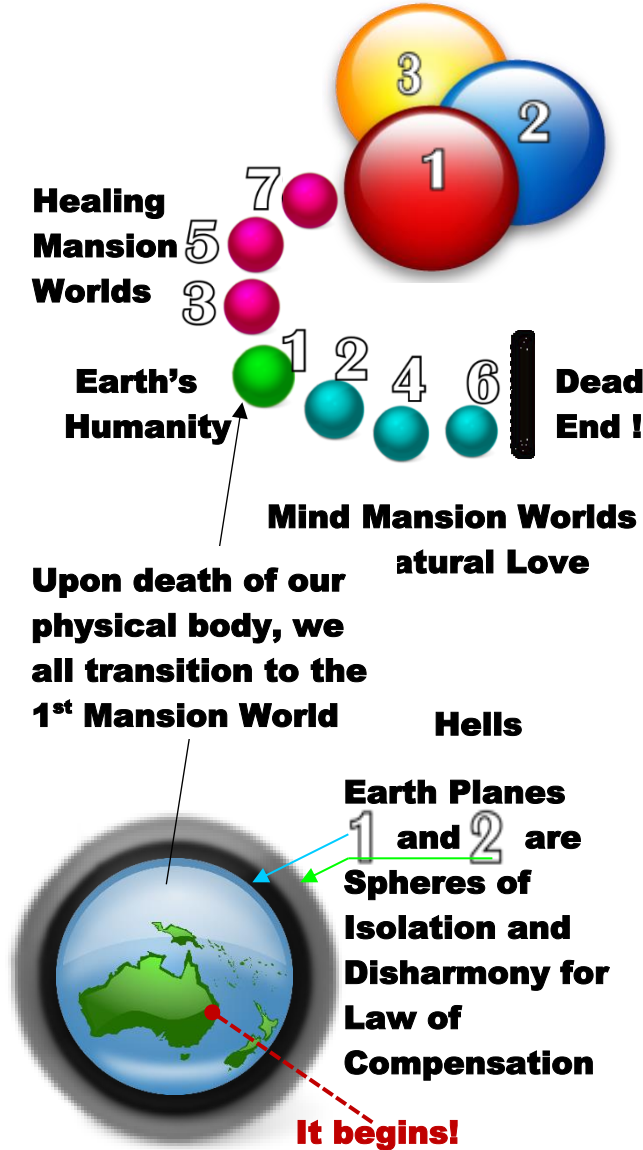 3
2
1
7
Healing
Mansion 5
Worlds
3
1 2 4 6
Earth's
Humanity
Dead
End !
Mind Mansion Worlds
atural Love
Upon death of our
physical body, we
all transition to the
1st Mansion World
Hells
Earth Planes
1 and 2 are
Spheres of
Isolation and
Disharmony for
Law of
Compensation
It begins!